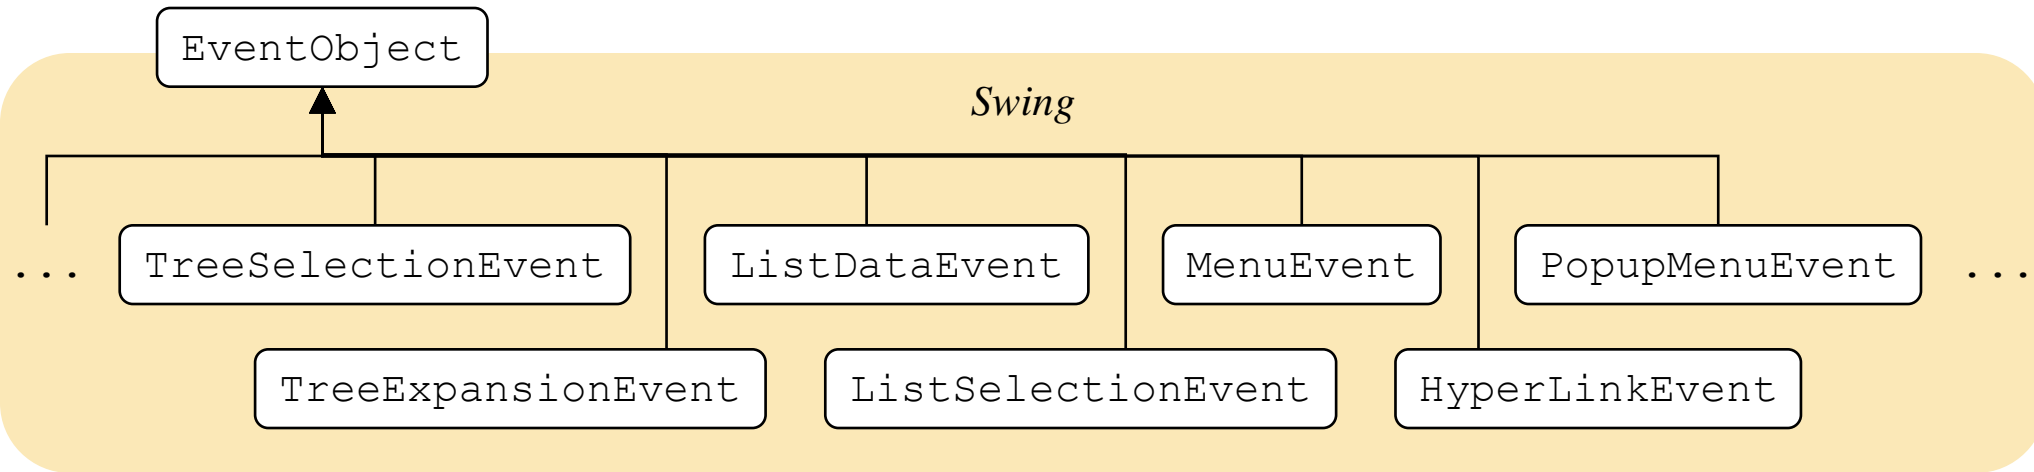 EventObject
Swing
... TreeSelectionEvent ListDataEvent MenuEvent PopupMenuEvent ...
TreeExpansionEvent ListSelectionEvent HyperLinkEvent